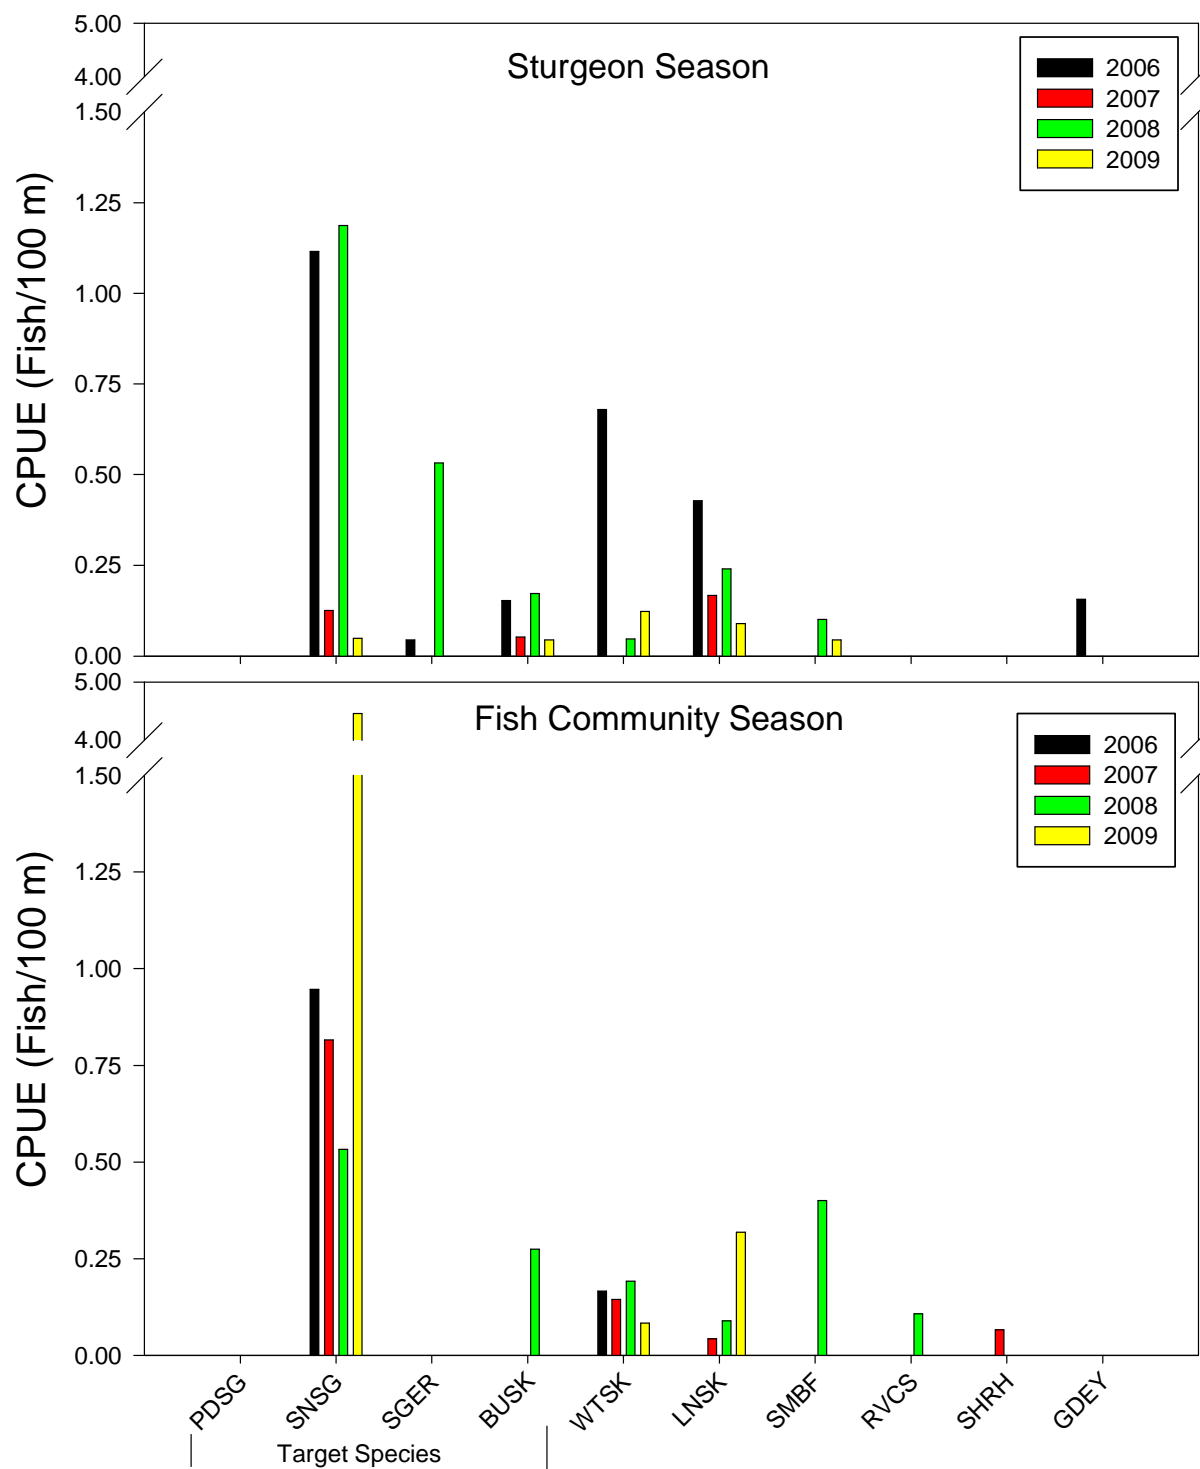 Sturgeon Season
CPUE (Fish/100 m)
5.00
4.00
1.50
1.25
1.00
0.75
0.50
0.25
0.00
2006
2007
2008
2009
Fish Community Season
CPUE (Fish/100 m)
5.00
4.00
1.50
1.25
1.00
0.75
0.50
0.25
0.00
2006
2007
2008
2009
PDSG
SNSG
SGER
BUSK
WTSK
LNSK
SMBF
RVCS
SHRH
GDEY
Target Species